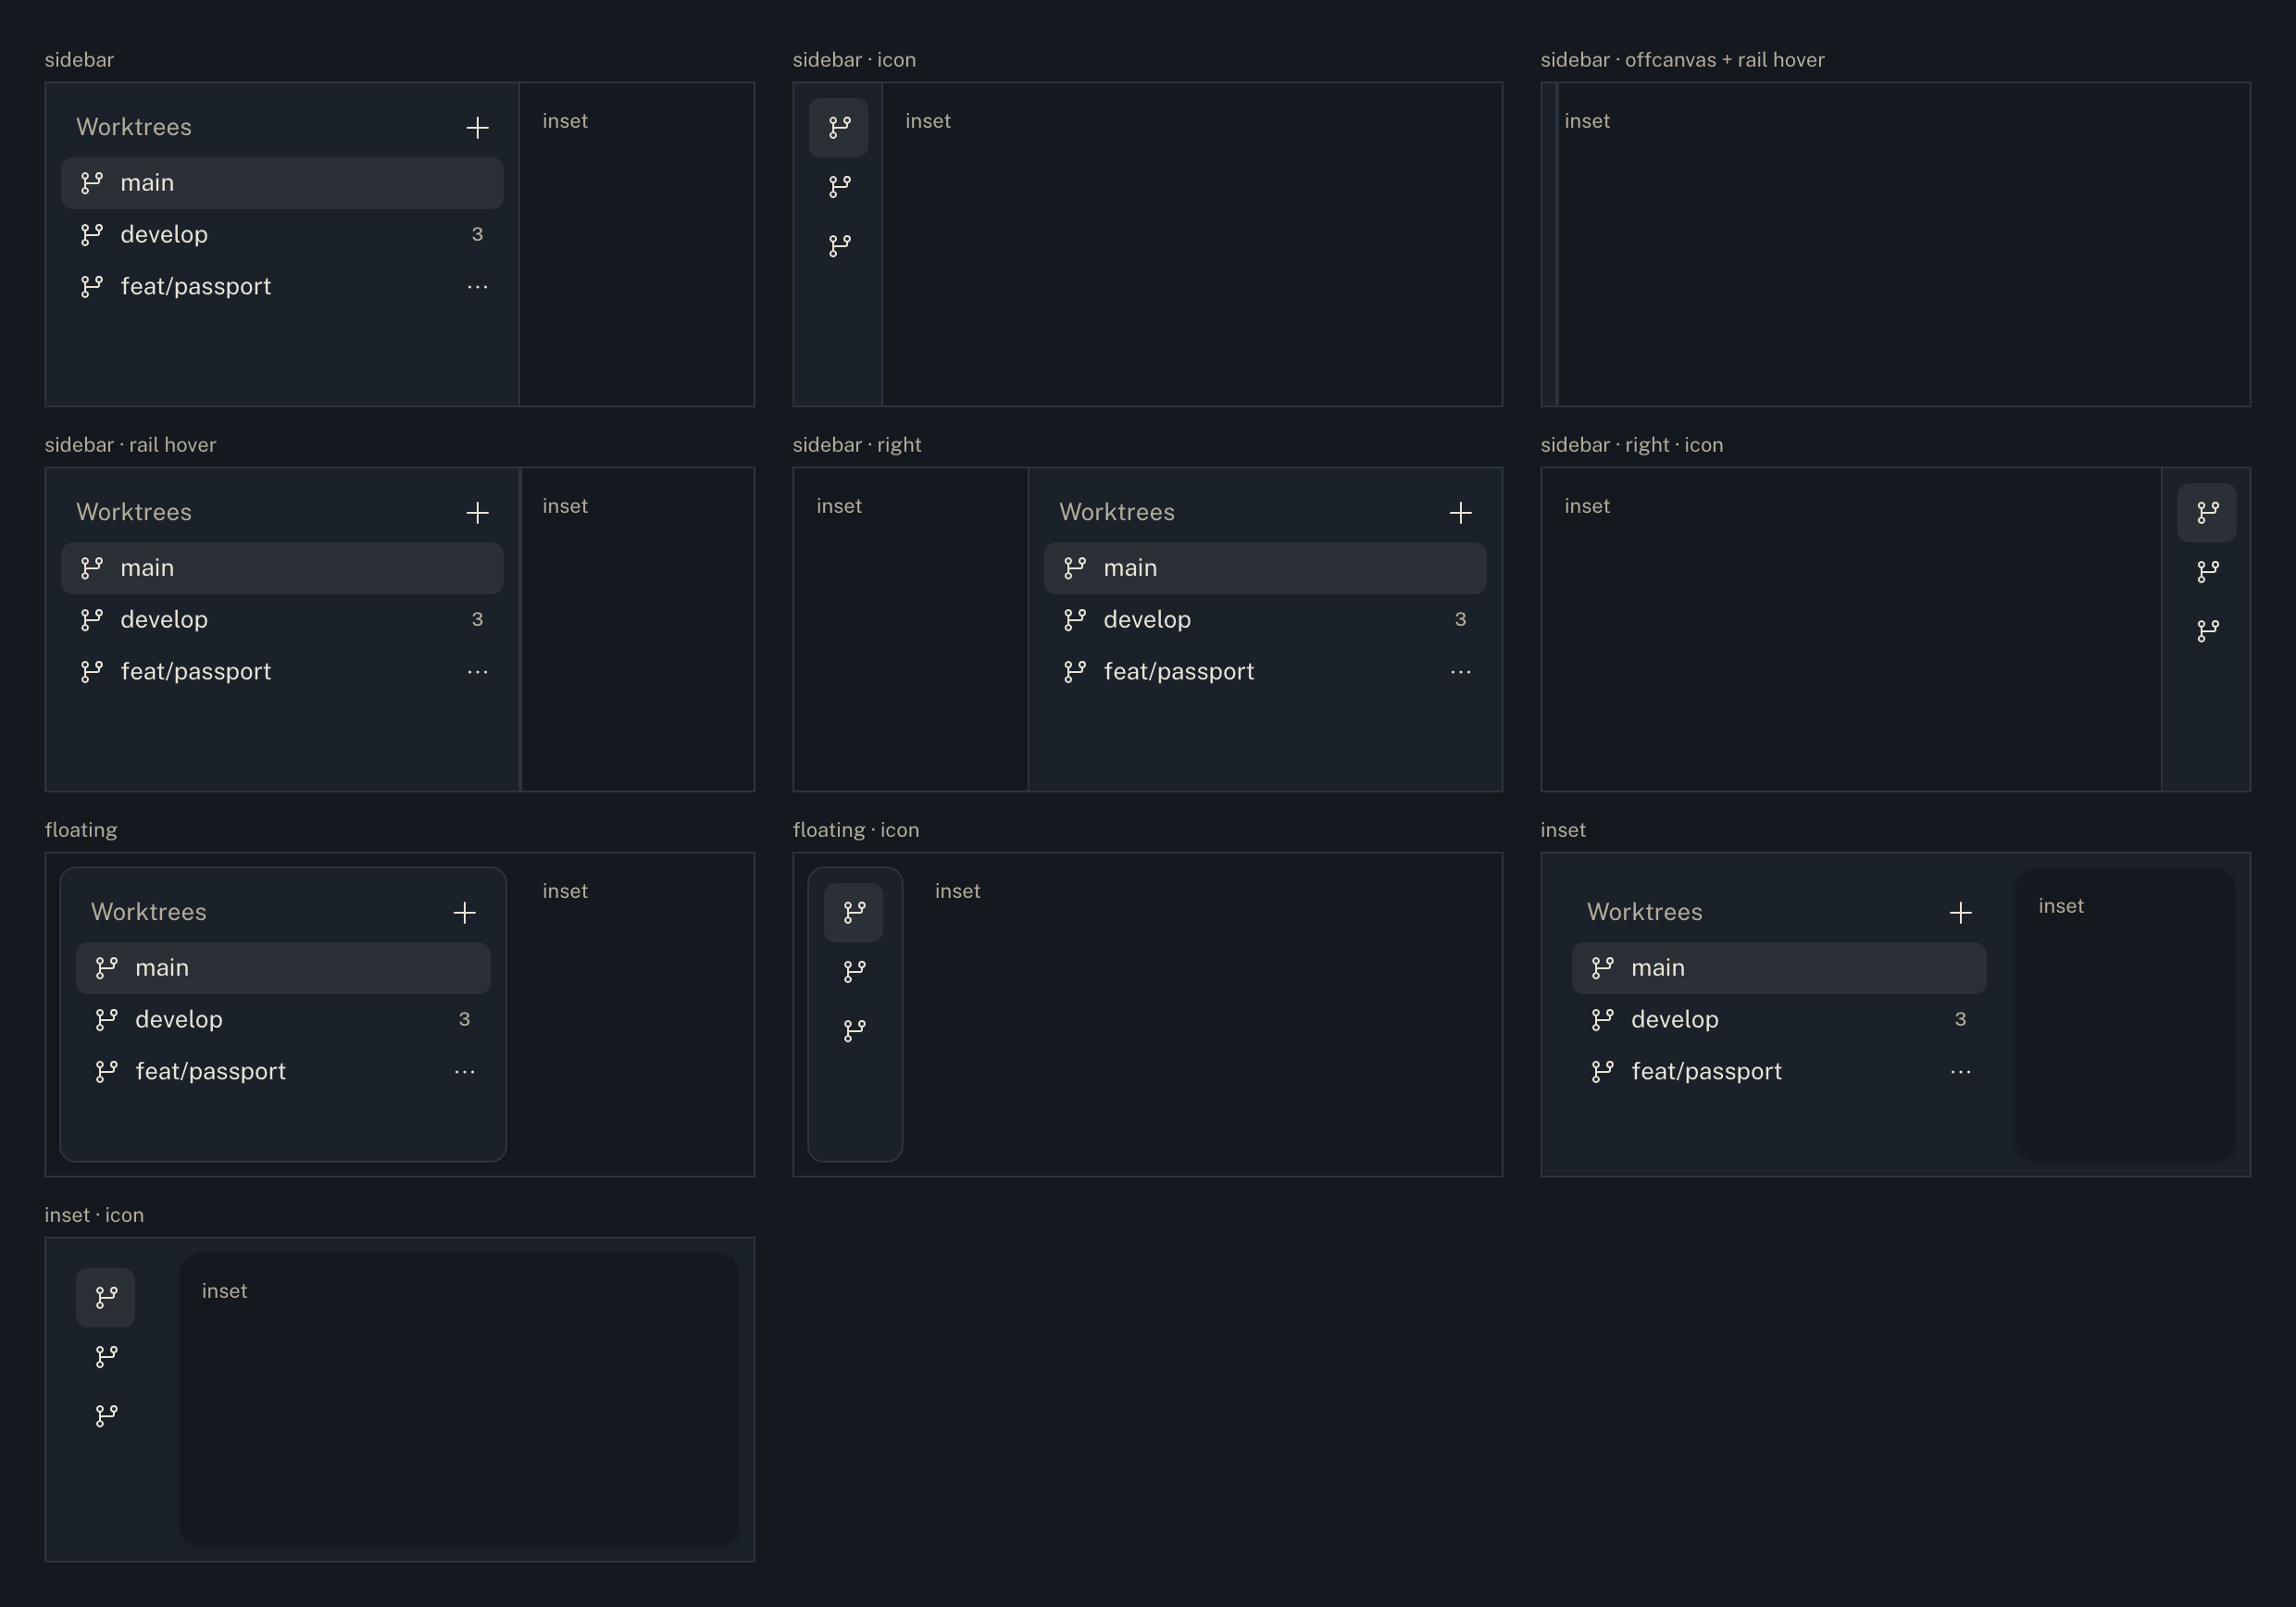 sidebar
Worktrees
main
develop 3
feat/passport ...
inset
sidebar · icon
inset
sidebar · offcanvas + rail hover
inset
sidebar · rail hover
Worktrees
main
develop 3
feat/passport ...
inset
sidebar · right
inset
Worktrees
main
develop 3
feat/passport ...
sidebar · right · icon
inset
floating
Worktrees
main
develop 3
feat/passport ...
inset
floating · icon
inset
inset
Worktrees
main
develop 3
feat/passport ...
inset
inset · icon
inset